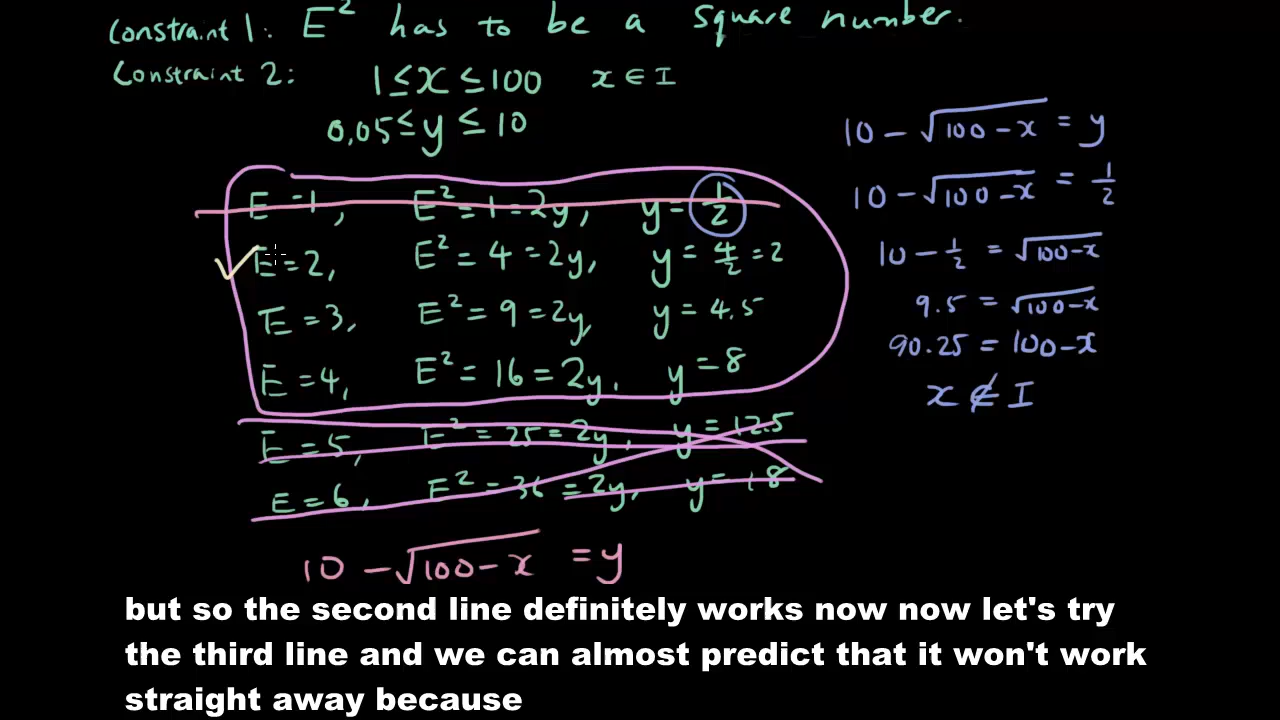 Constraint 1: E² has to be a square number.
Constraint 2: 1 ≤ x ≤ 100 x ∈ I
0.05 ≤ y ≤ 10
E = 1, E² = 1 = 2y, y = 1/2
E = 2, E² = 4 = 2y, y = 4/2 = 2
E = 3, E² = 9 = 2y, y = 4.5
E = 4, E² = 16 = 2y, y = 8
E = 5, E² = 25 = 2y, y = 12.5
E = 6, E² = 36 = 2y, y = 18
10 − √(100 − x) = y
10 − √(100 − x) = y
10 − √(100 − x) = 1/2
10 − 1/2 = √(100 − x)
9.5 = √(100 − x)
90.25 = 100 − x
x ∉ I
but so the second line definitely works now now let's try
the third line and we can almost predict that it won't work
straight away because